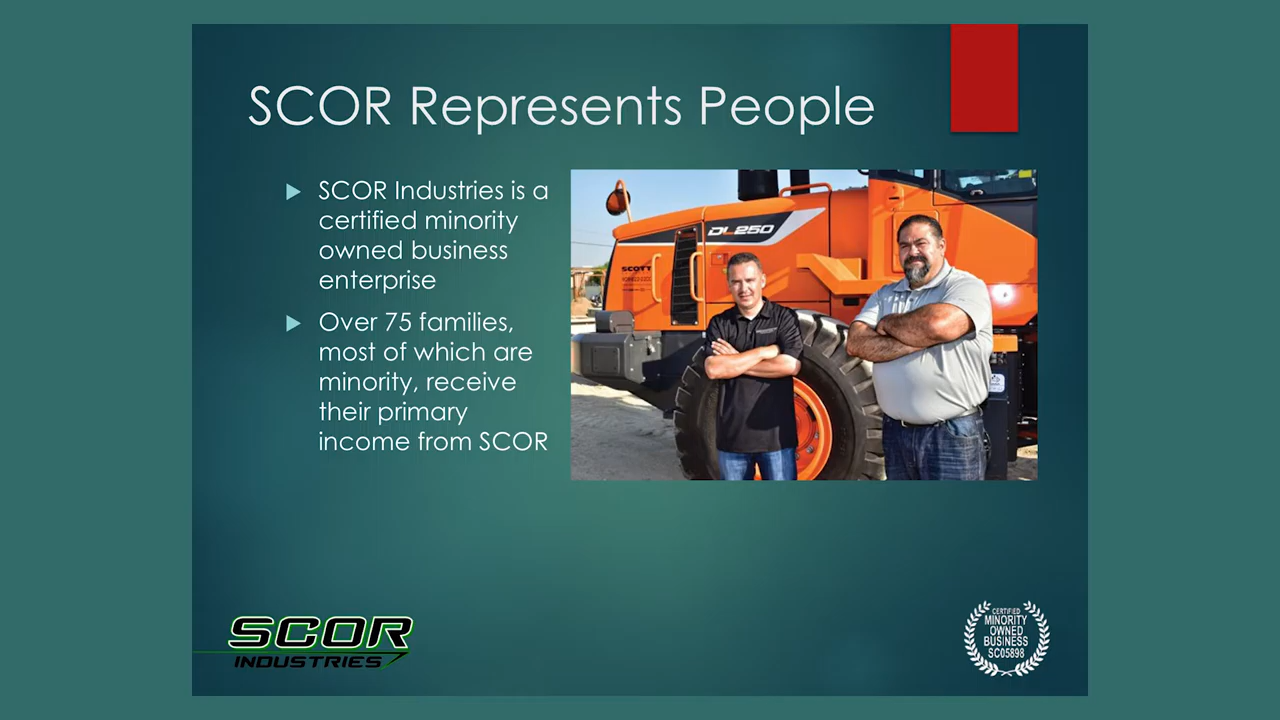 SCOR Represents People
SCOR Industries is a
certified minority
owned business
enterprise
Over 75 families,
most of which are
minority, receive
their primary
income from SCOR
DL250
SCOTT
SCOR
INDUSTRIES
CERTIFIED
MINORITY
OWNED
BUSINESS
SC05898